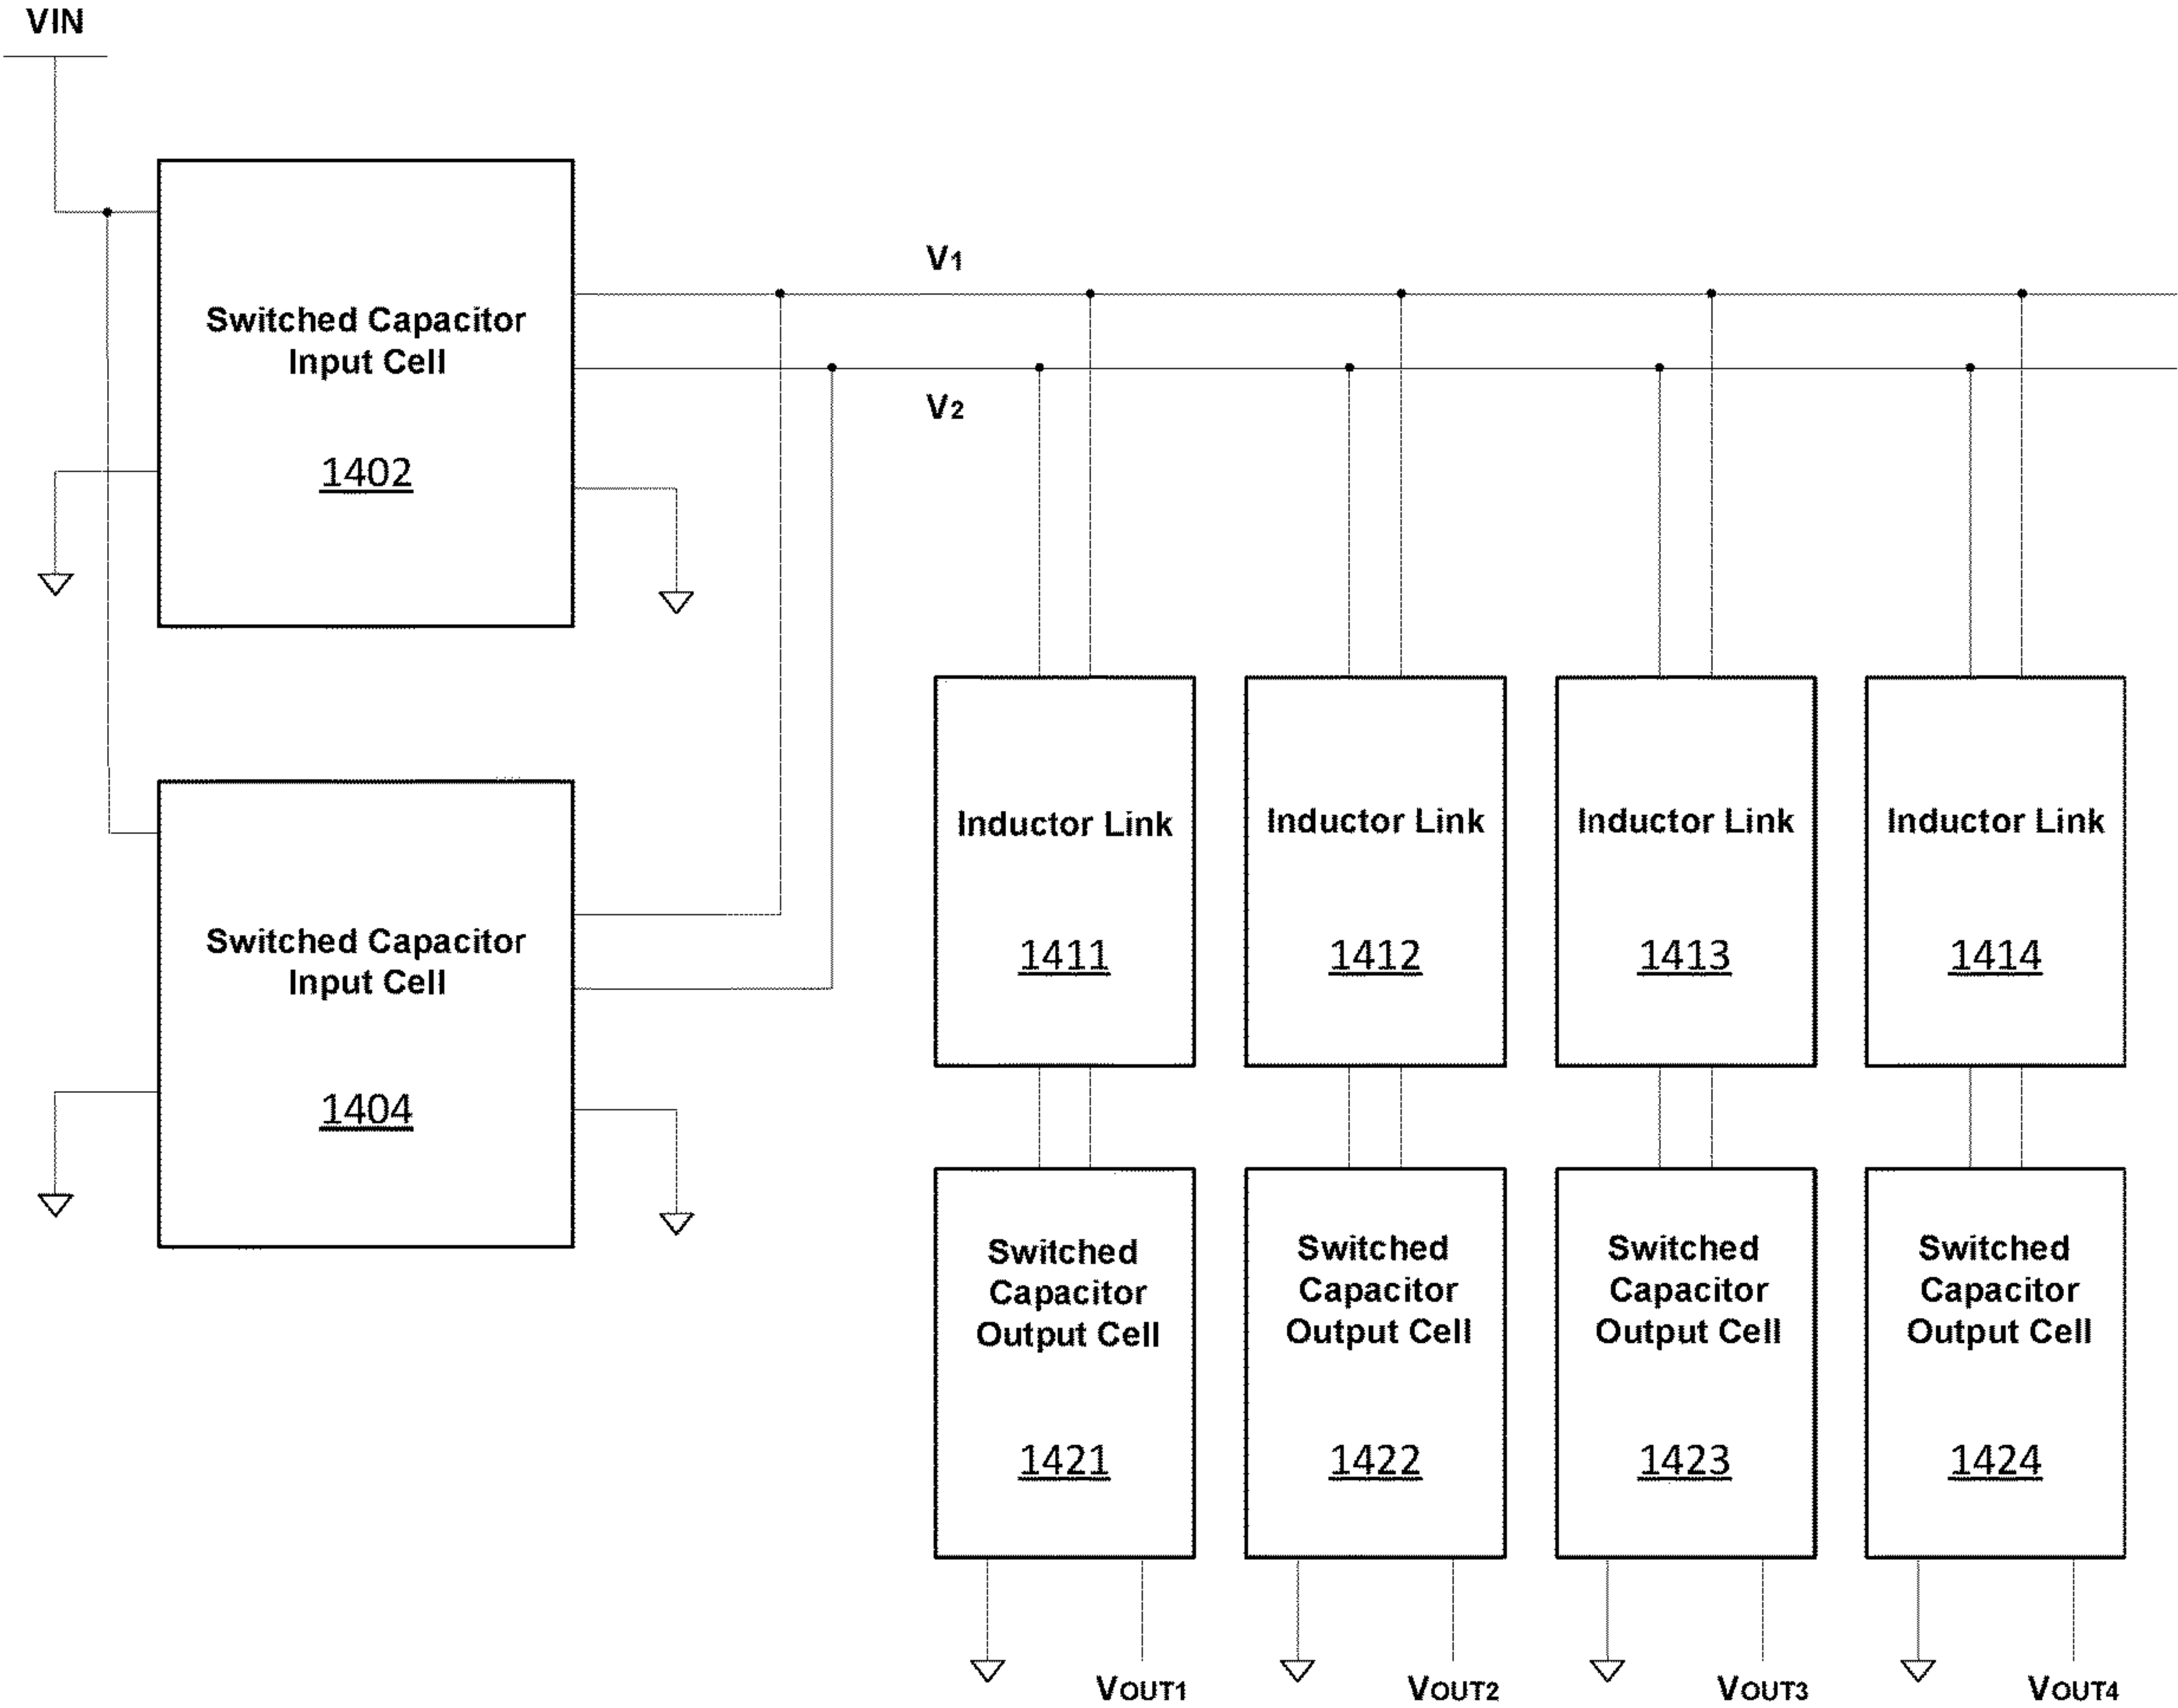 VIN
Switched Capacitor
Input Cell
1402
V1
V2
Switched Capacitor
Input Cell
1404
Inductor Link
1411
Inductor Link
1412
Inductor Link
1413
Inductor Link
1414
Switched
Capacitor
Output Cell
1421
Switched
Capacitor
Output Cell
1422
Switched
Capacitor
Output Cell
1423
Switched
Capacitor
Output Cell
1424
VOUT1
VOUT2
VOUT3
VOUT4